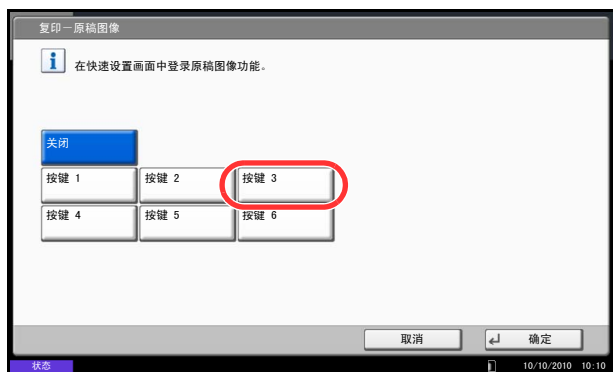 复印－原稿图像
在快速设置画面中登录原稿图像功能。
关闭
按键 1 按键 2 按键 3
按键 4 按键 5 按键 6
取消 确定
状态 10/10/2010 10:10